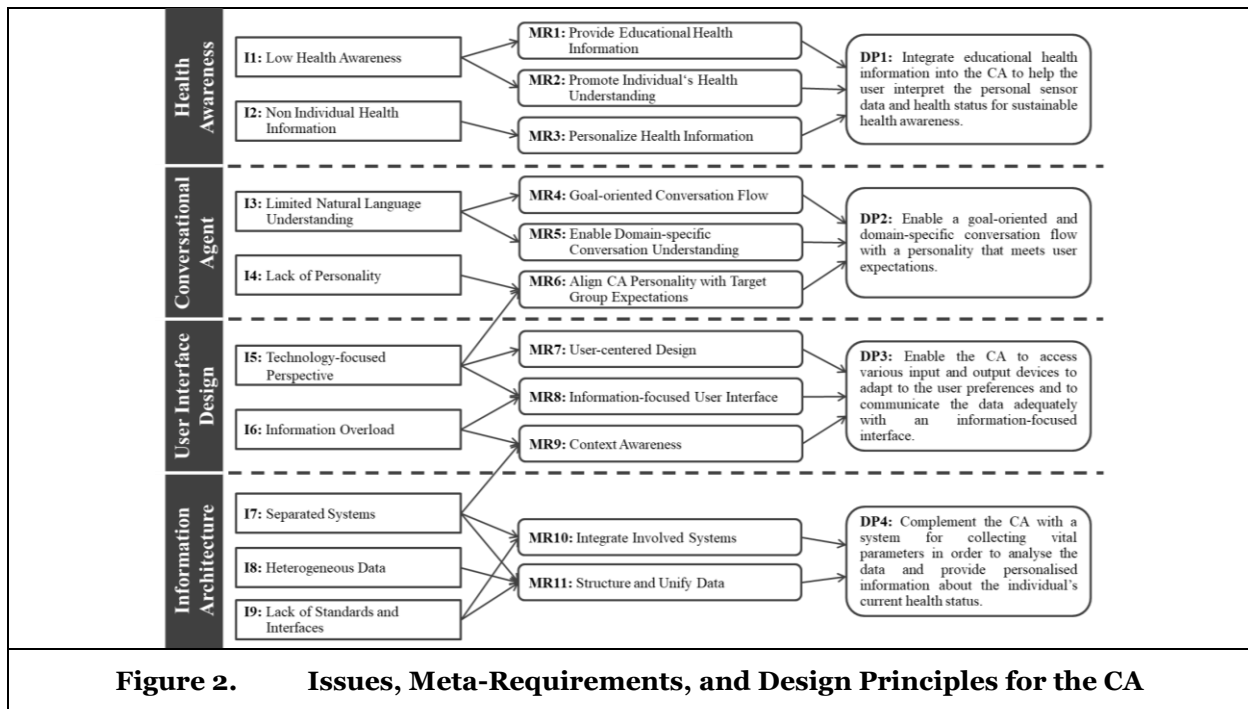 Health
Awareness
I1: Low Health Awareness
I2: Non Individual Health
Information
MR1: Provide Educational Health
Information
MR2: Promote Individual‘s Health
Understanding
MR3: Personalize Health Information
DP1: Integrate educational health
information into the CA to help the
user interpret the personal sensor
data and health status for sustainable
health awareness.
Conversational
Agent
I3: Limited Natural Language
Understanding
I4: Lack of Personality
MR4: Goal-oriented Conversation Flow
MR5: Enable Domain-specific
Conversation Understanding
MR6: Align CA Personality with Target
Group Expectations
DP2: Enable a goal-oriented and
domain-specific conversation flow
with a personality that meets user
expectations.
User Interface
Design
I5: Technology-focused
Perspective
I6: Information Overload
MR7: User-centered Design
MR8: Information-focused User Interface
MR9: Context Awareness
DP3: Enable the CA to access
various input and output devices to
adapt to the user preferences and to
communicate the data adequately
with an information-focused
interface.
Information
Architecture
I7: Separated Systems
I8: Heterogeneous Data
I9: Lack of Standards and
Interfaces
MR10: Integrate Involved Systems
MR11: Structure and Unify Data
DP4: Complement the CA with a
system for collecting vital
parameters in order to analyse the
data and provide personalised
information about the individual’s
current health status.
Figure 2. Issues, Meta-Requirements, and Design Principles for the CA